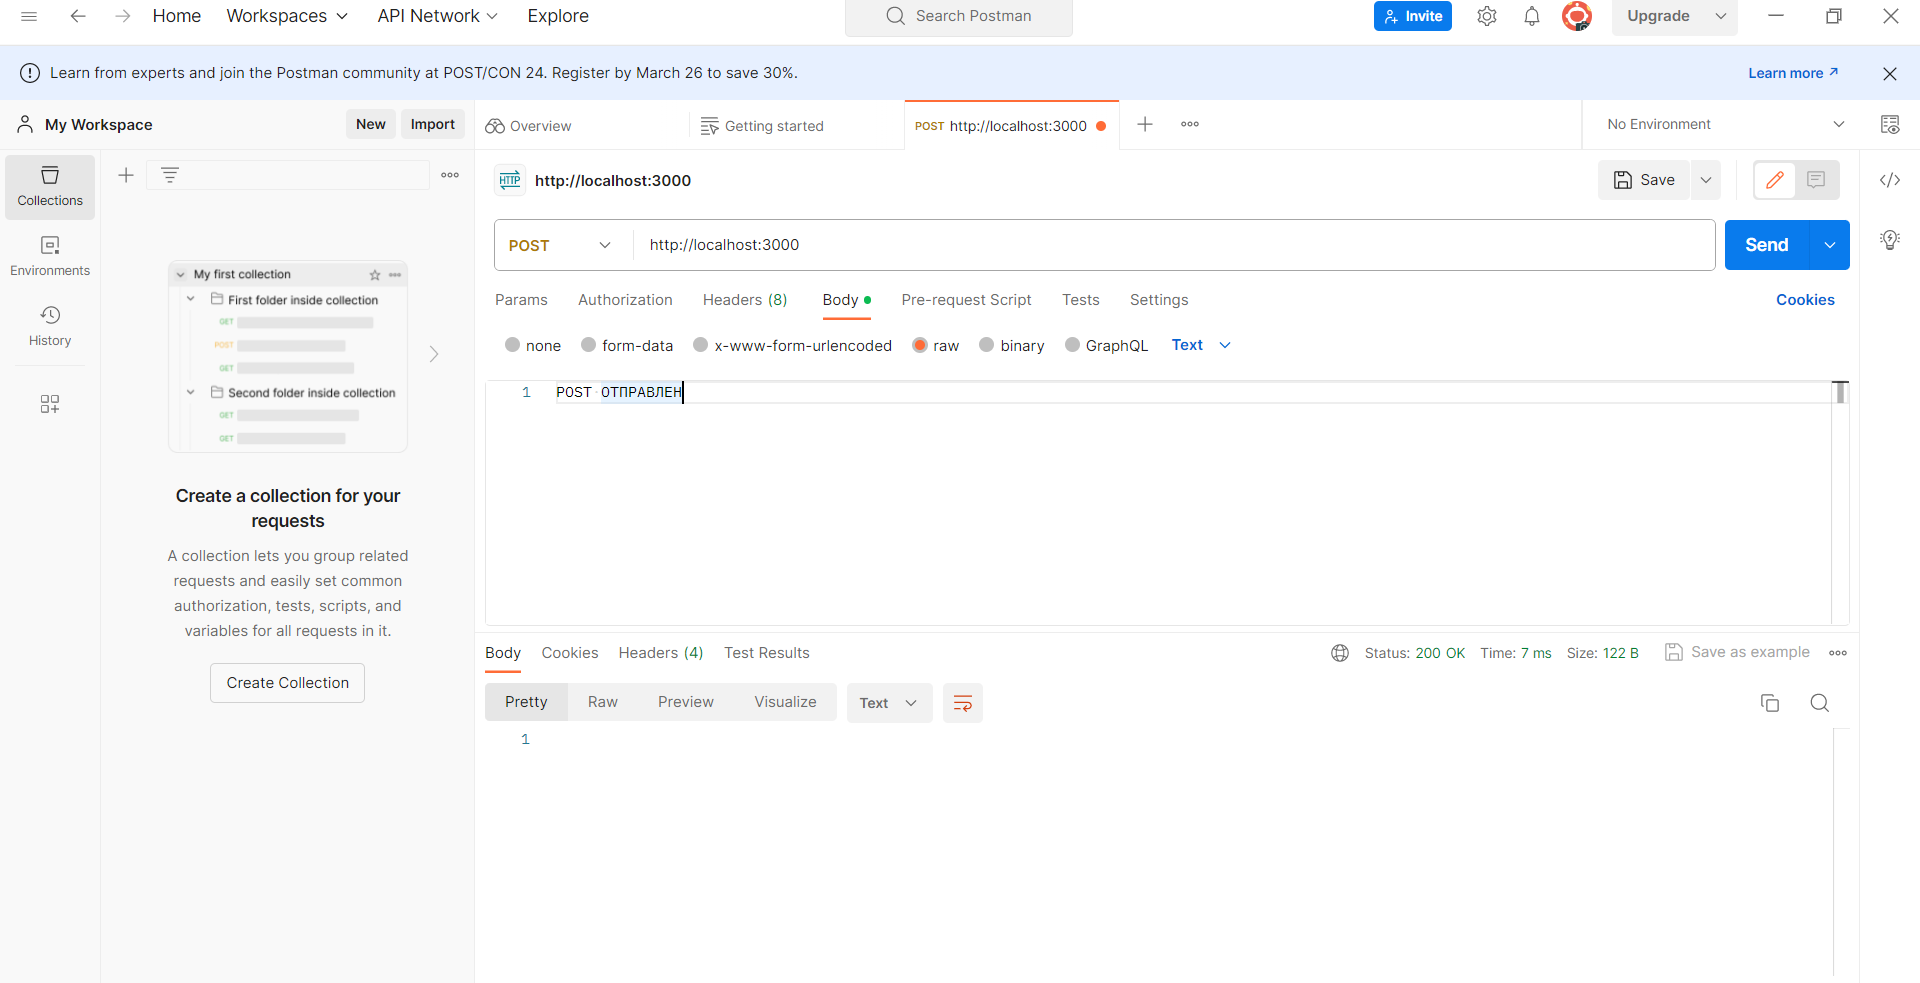 Home Workspaces API Network Explore Search Postman Invite Upgrade
Learn from experts and join the Postman community at POST/CON 24. Register by March 26 to save 30%. Learn more
My Workspace New Import Overview Getting started POST http://localhost:3000 No Environment
Collections
Environments
History
My first collection
First folder inside collection
GET
POST
GET
Second folder inside collection
GET
GET
Create a collection for your
requests
A collection lets you group related
requests and easily set common
authorization, tests, scripts, and
variables for all requests in it.
Create Collection
HTTP http://localhost:3000 Save
POST http://localhost:3000 Send
Params Authorization Headers (8) Body Pre-request Script Tests Settings Cookies
none form-data x-www-form-urlencoded raw binary GraphQL Text
1 POST ОТПРАВЛЕН
Body Cookies Headers (4) Test Results Status: 200 OK Time: 7 ms Size: 122 B Save as example
Pretty Raw Preview Visualize Text
1